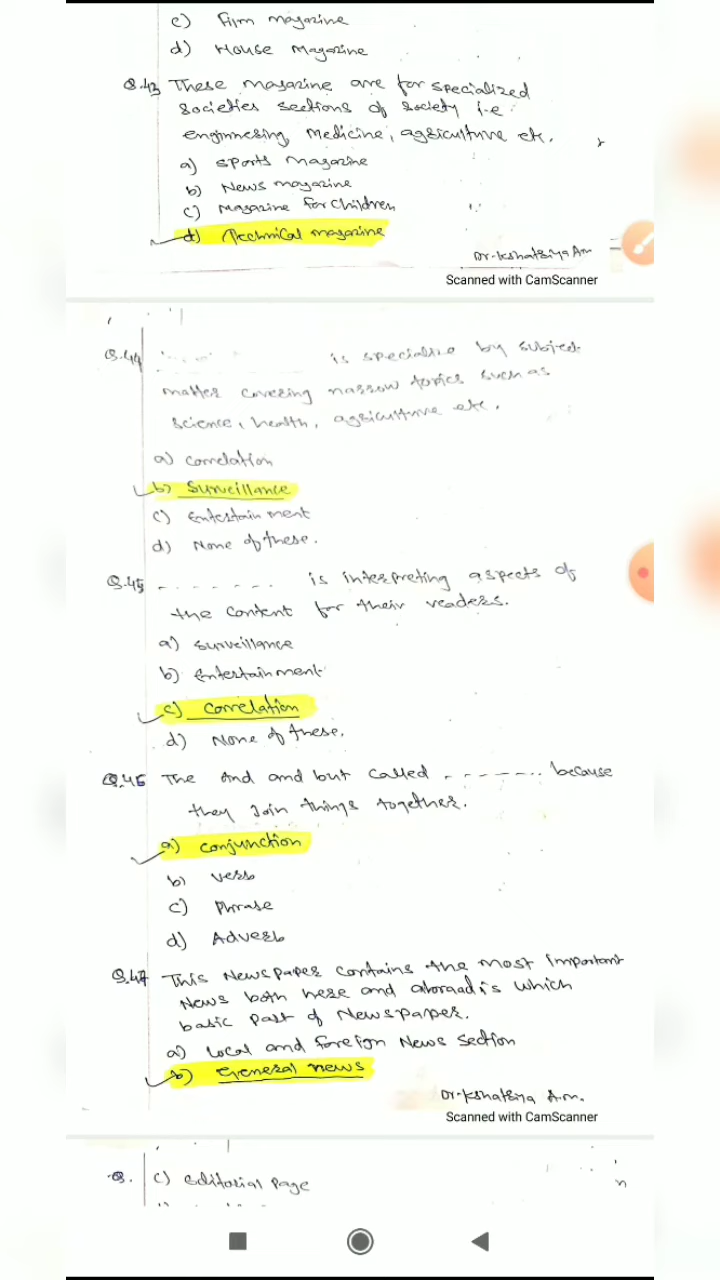 c) Film magazine
d) House Magazine
Q.43 These magazine are for specialized
societies sections of society i.e.
enginnering, medicine, agriculture etc.
a) sports magazine
b) News magazine
c) Magazine for children
d) Technical magazine
Dr. Kshatriya A.m
Scanned with CamScanner
Q.44 is specialize by subject
matter covering narrow topics such as
science, health, agriculture etc.
a) correlation
b) Surveillance
c) Entertainment
d) None of these.
Q.45 - - - - - - - is interpreting aspects of
the content for their readers.
a) Surveillance
b) Entertainment
c) Correlation
d) None of these.
Q.46 The And and but called - - - - - - - because
they Join things together.
a) Conjunction
b) Verb
c) Phrase
d) Adverb
Q.47 This Newspaper contains the most important
News both here and aboraad is which
basic part of Newspaper.
a) Local and foreign News section
b) General news
Dr. Kshatriya A.m.
Scanned with CamScanner
Q. c) Editorial Page